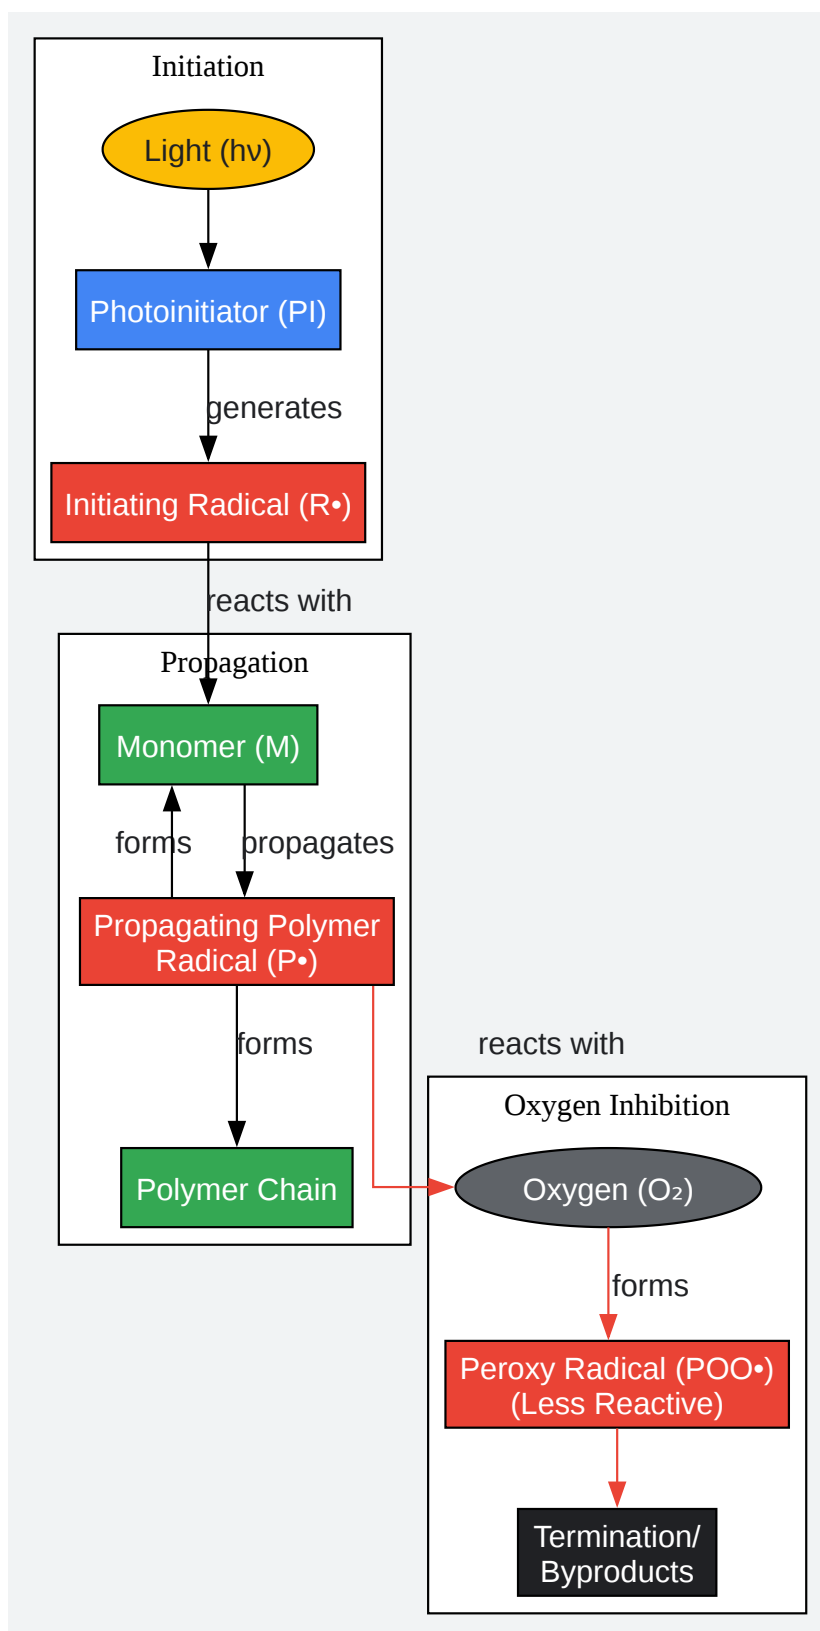 Initiation
Light (hν)
Photoinitiator (PI)
generates
Initiating Radical (R•)
reacts with
Propagation
Monomer (M)
forms
propagates
Propagating Polymer
Radical (P•)
forms
reacts with
Polymer Chain
Oxygen Inhibition
Oxygen (O₂)
forms
Peroxy Radical (POO•)
(Less Reactive)
Termination/
Byproducts